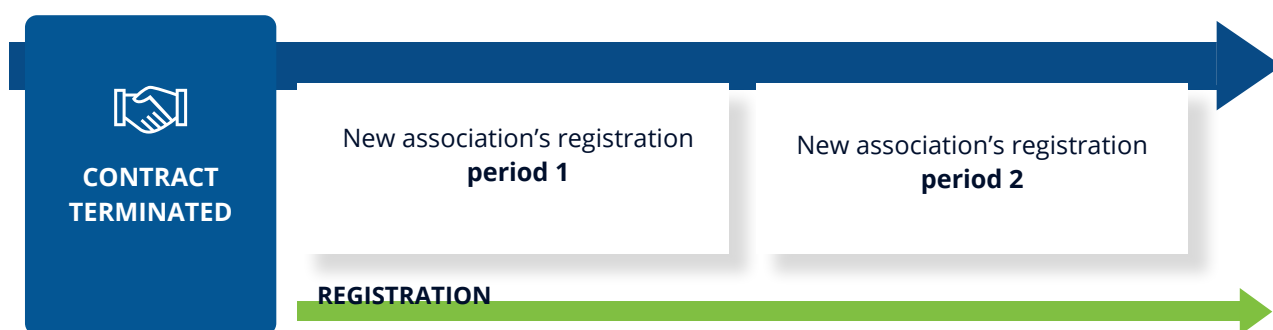 CONTRACT
TERMINATED
New association’s registration
period 1
New association’s registration
period 2
REGISTRATION